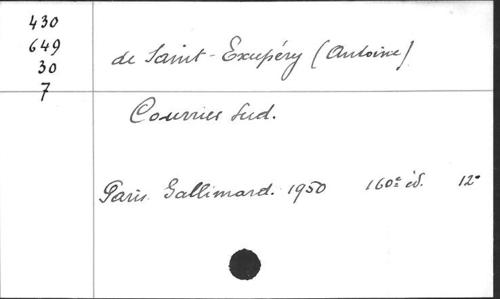 430
649
30
7
de Saint-Exupéry (Antoine)
Courrier Sud.
Paris. Gallimard. 1950 160e éd. 12°